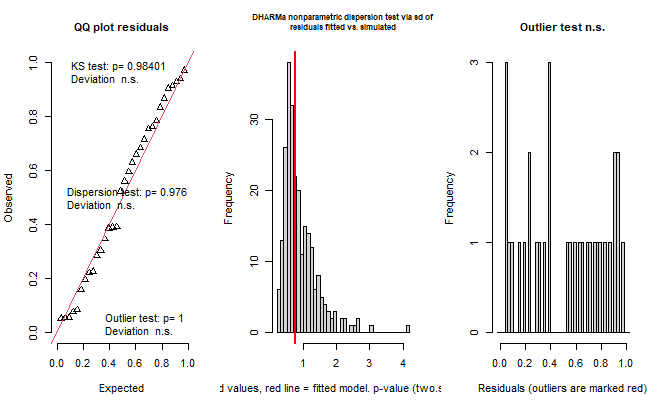 QQ plot residuals
KS test: p= 0.98401
Deviation n.s.
Dispersion test: p= 0.976
Deviation n.s.
Outlier test: p= 1
Deviation n.s.
Observed
0.0 0.2 0.4 0.6 0.8 1.0
0.0 0.2 0.4 0.6 0.8 1.0
Expected
DHARMa nonparametric dispersion test via sd of
residuals fitted vs. simulated
Frequency
0 10 20 30
1 2 3 4
d values, red line = fitted model. p-value (two.s
Outlier test n.s.
Frequency
0 1 2 3
0.0 0.2 0.4 0.6 0.8 1.0
Residuals (outliers are marked red)